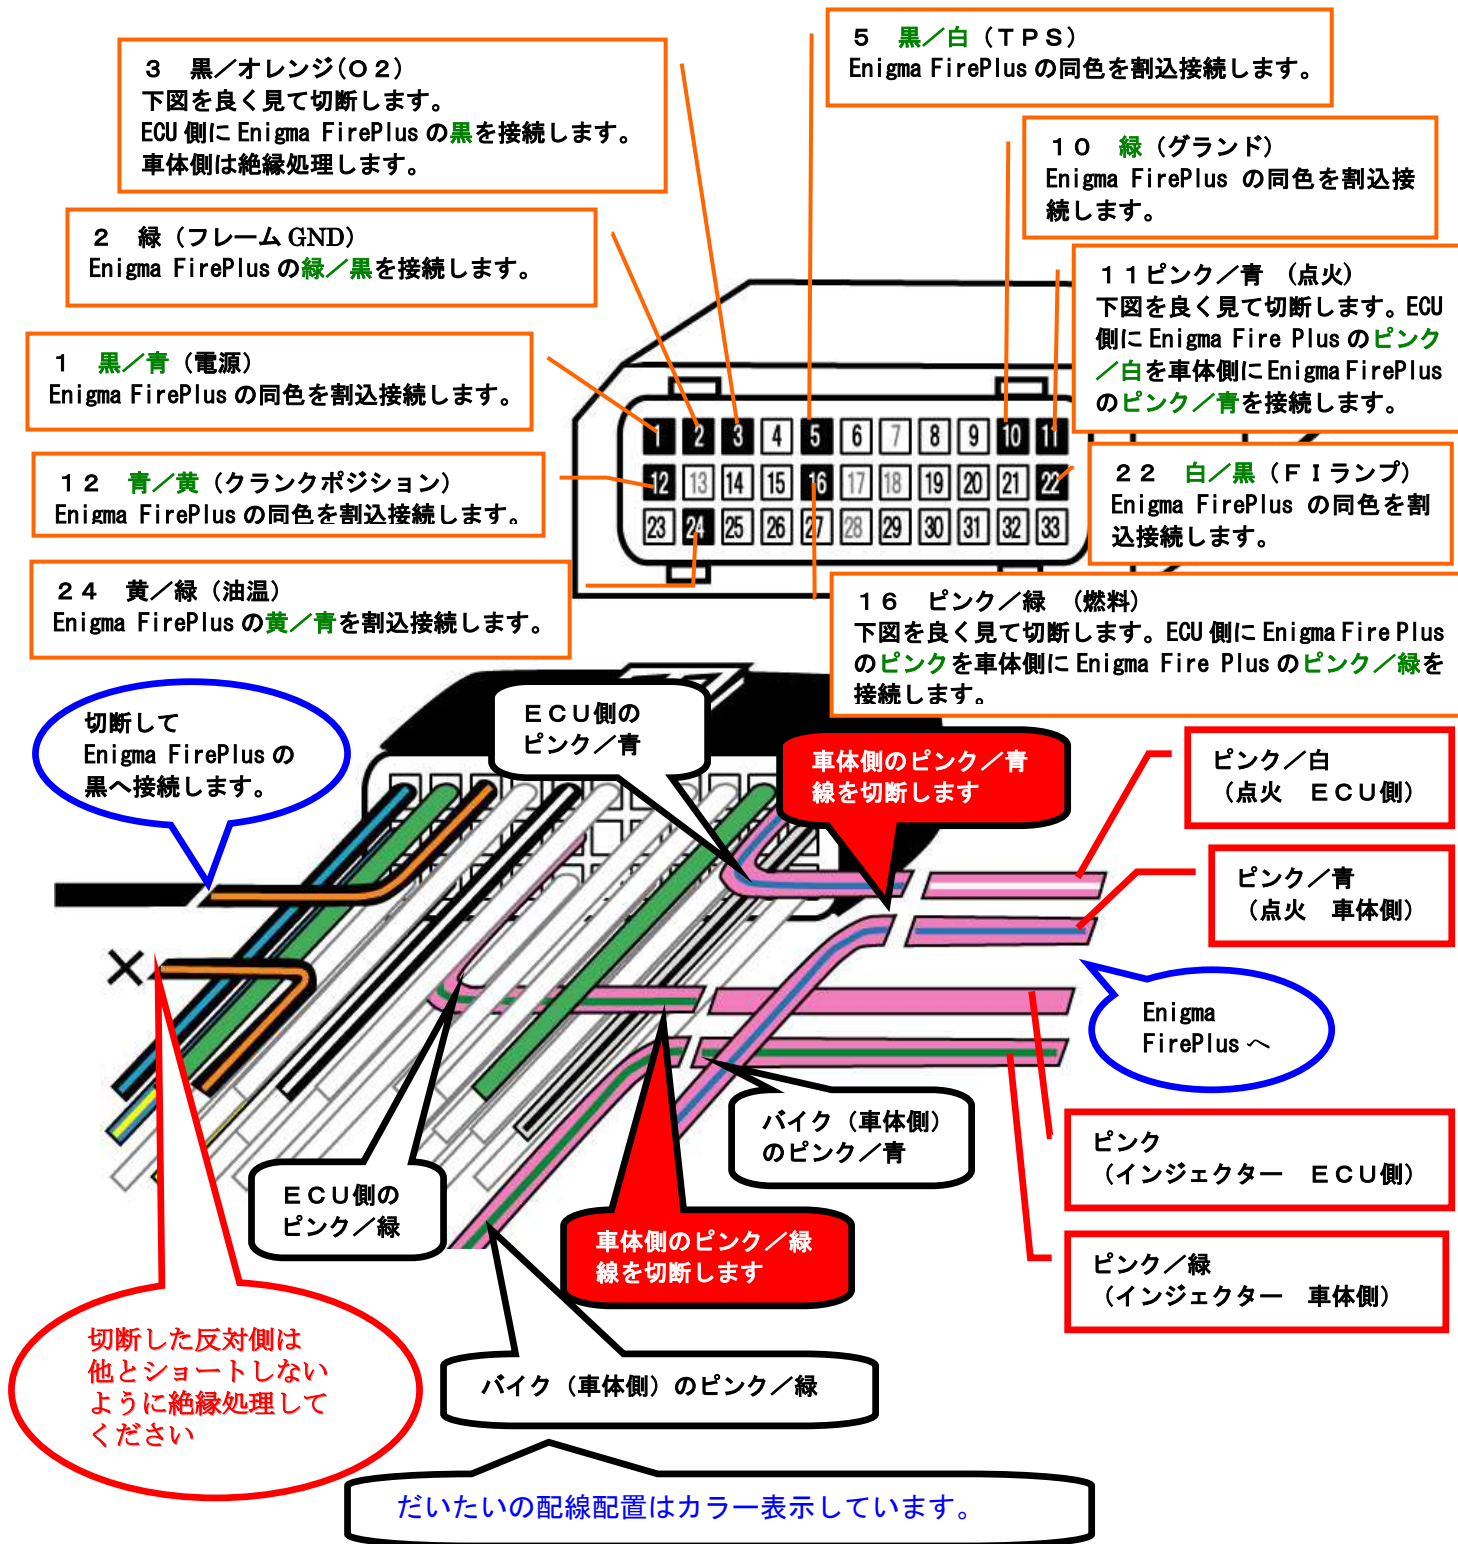 ３　黒／オレンジ(Ｏ２)
下図を良く見て切断します。
ECU 側に Enigma FirePlus の黒を接続します。
車体側は絶縁処理します。
５　黒／白（ＴＰＳ）
Enigma FirePlus の同色を割込接続します。
１０　緑（グランド）
Enigma FirePlus の同色を割込接
続します。
２　緑（フレーム GND）
Enigma FirePlus の緑／黒を接続します。
１１ピンク／青　(点火)
下図を良く見て切断します。ECU
側に Enigma Fire Plus のピンク
／白を車体側に Enigma FirePlus
のピンク／青を接続します。
１　黒／青（電源）
Enigma FirePlus の同色を割込接続します。
１２　青／黄（クランクポジション）
Enigma FirePlus の同色を割込接続します。
２２　白／黒（ＦＩランプ）
Enigma FirePlus の同色を割
込接続します。
２４　黄／緑（油温）
Enigma FirePlus の黄／青を割込接続します。
１６　ピンク／緑　（燃料）
下図を良く見て切断します。ECU 側に Enigma Fire Plus
のピンクを車体側に Enigma Fire Plus のピンク／緑を
接続します。
1 2 3 4 5 6 7 8 9 10 11
12 13 14 15 16 17 18 19 20 21 22
23 24 25 26 27 28 29 30 31 32 33
切断して
Enigma FirePlus の
黒へ接続します。
ＥＣＵ側の
ピンク／青
車体側のピンク／青
線を切断します
ピンク／白
（点火　ＥＣＵ側）
ピンク／青
（点火　車体側）
Enigma
FirePlus へ
バイク（車体側）
のピンク／青
ピンク
（インジェクター　ＥＣＵ側）
ＥＣＵ側の
ピンク／緑
車体側のピンク／緑
線を切断します
ピンク／緑
（インジェクター　車体側）
切断した反対側は
他とショートしない
ように絶縁処理して
ください
バイク（車体側）のピンク／緑
だいたいの配線配置はカラー表示しています。